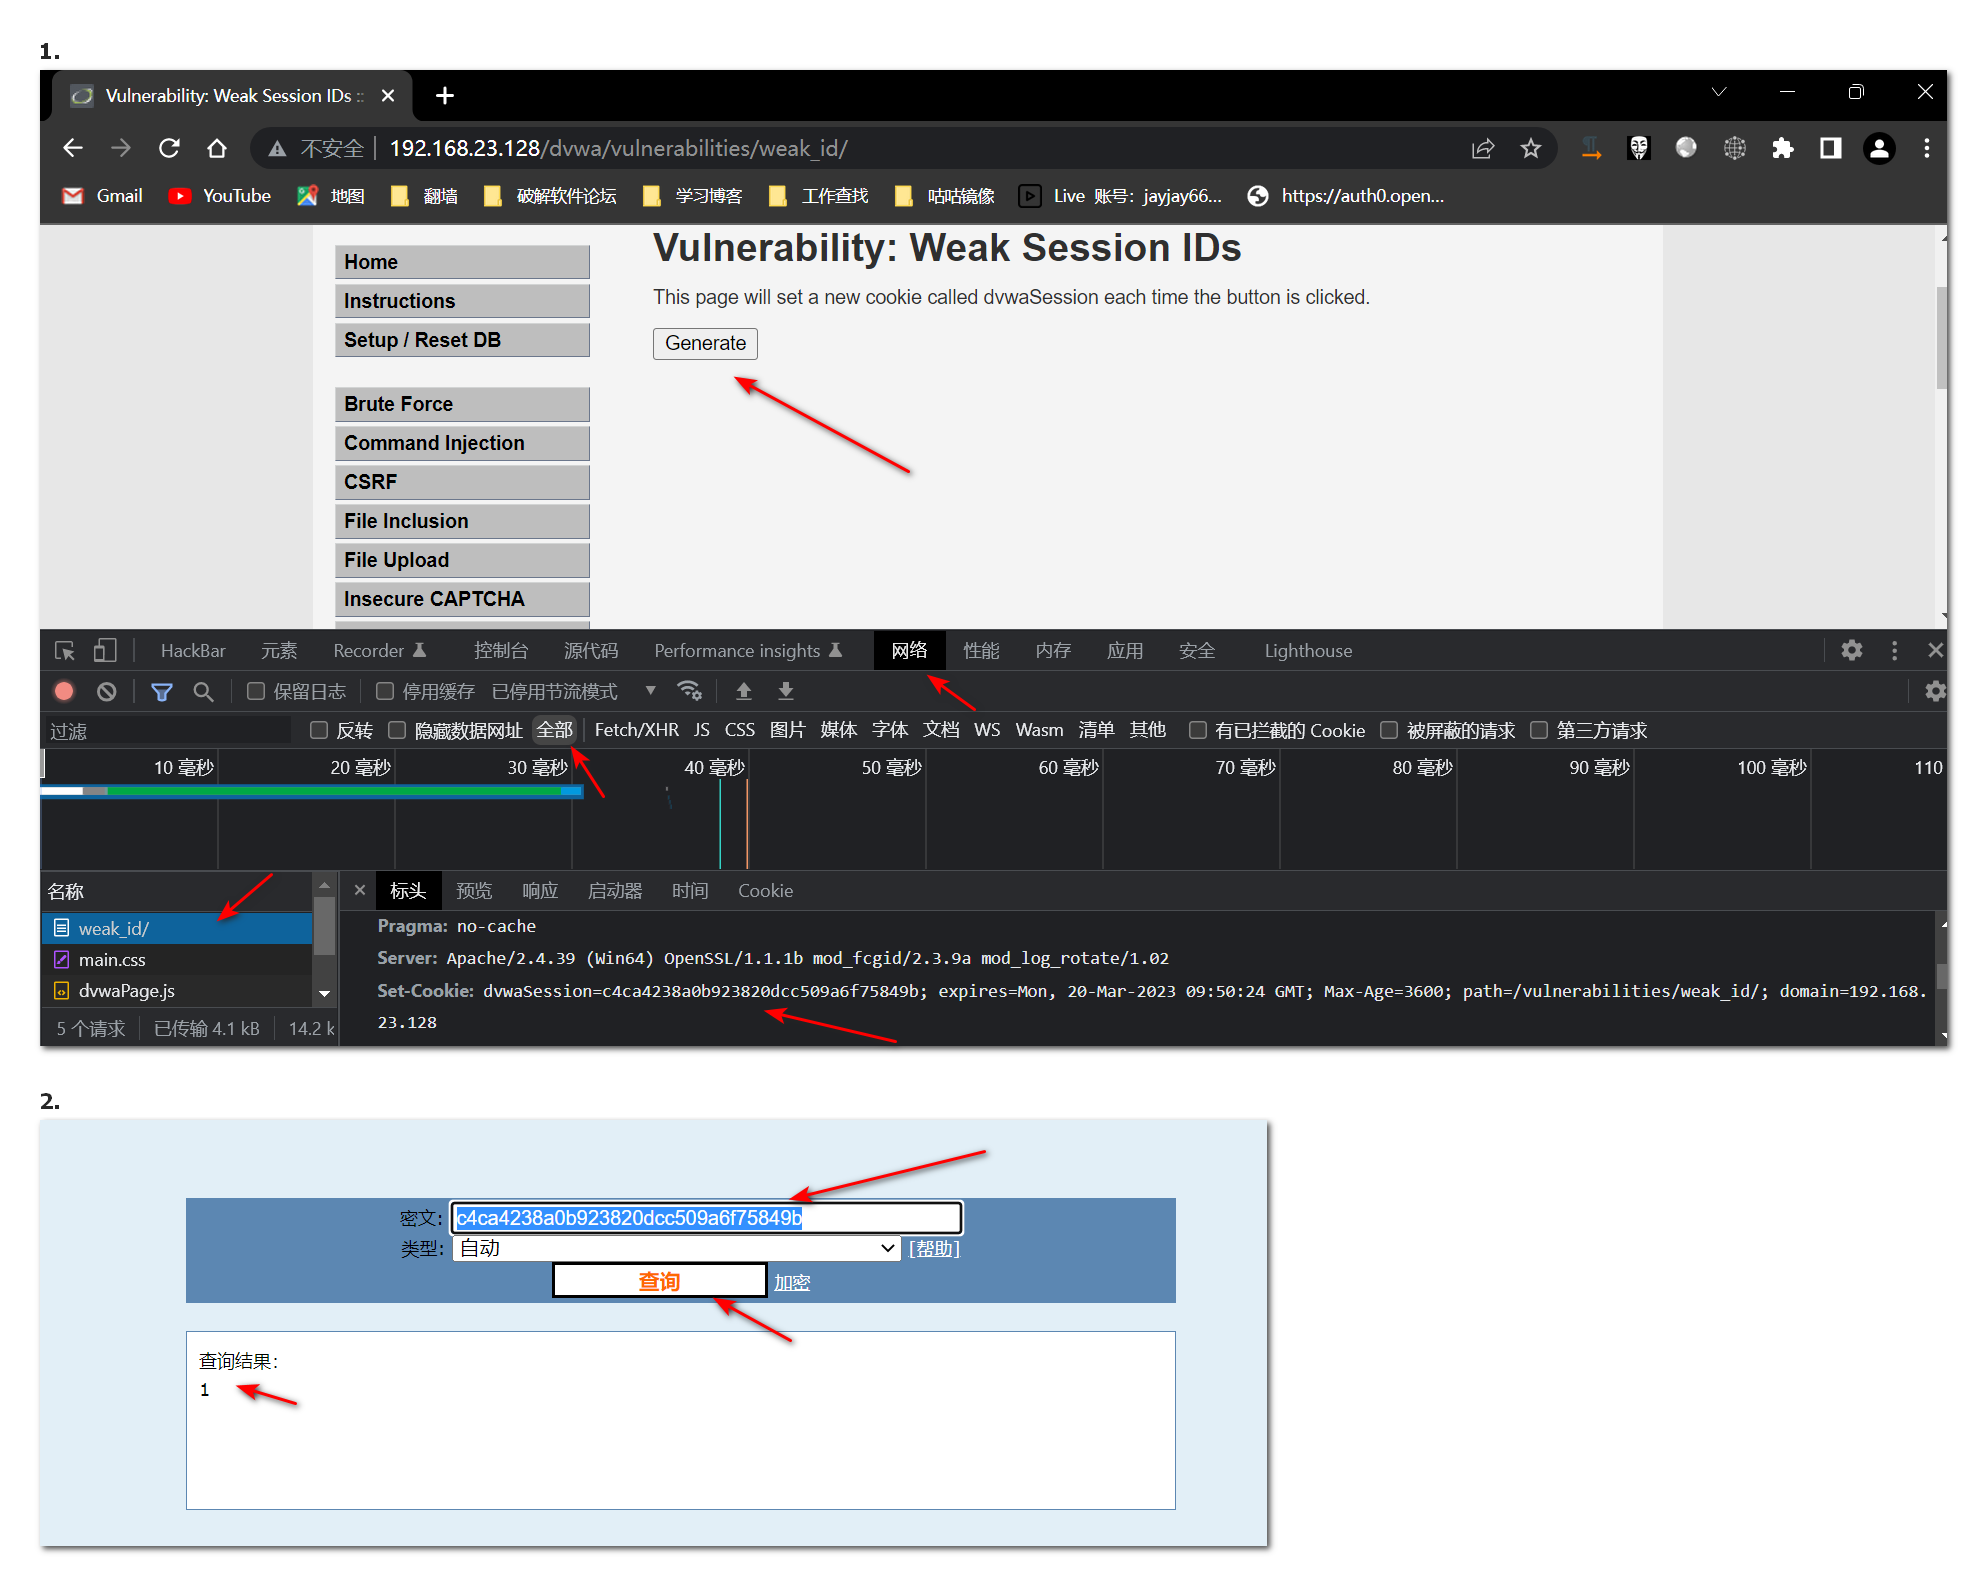 1.
Vulnerability: Weak Session IDs ::
不安全 192.168.23.128/dvwa/vulnerabilities/weak_id/
Gmail YouTube 地图 翻墙 破解软件论坛 学习博客 工作查找 咕咕镜像 Live 账号：jayjay66... https://auth0.open...
Vulnerability: Weak Session IDs
This page will set a new cookie called dvwaSession each time the button is clicked.
Generate
Home
Instructions
Setup / Reset DB
Brute Force
Command Injection
CSRF
File Inclusion
File Upload
Insecure CAPTCHA
HackBar 元素 Recorder 控制台 源代码 Performance insights 网络 性能 内存 应用 安全 Lighthouse
保留日志 停用缓存 已停用节流模式
过滤 反转 隐藏数据网址 全部 Fetch/XHR JS CSS 图片 媒体 字体 文档 WS Wasm 清单 其他 有已拦截的 Cookie 被屏蔽的请求 第三方请求
10 毫秒 20 毫秒 30 毫秒 40 毫秒 50 毫秒 60 毫秒 70 毫秒 80 毫秒 90 毫秒 100 毫秒 110
名称
weak_id/
main.css
dvwaPage.js
5 个请求 已传输 4.1 kB 14.2 k
标头 预览 响应 启动器 时间 Cookie
Pragma: no-cache
Server: Apache/2.4.39 (Win64) OpenSSL/1.1.1b mod_fcgid/2.3.9a mod_log_rotate/1.02
Set-Cookie: dvwaSession=c4ca4238a0b923820dcc509a6f75849b; expires=Mon, 20-Mar-2023 09:50:24 GMT; Max-Age=3600; path=/vulnerabilities/weak_id/; domain=192.168.
23.128
2.
密文: c4ca4238a0b923820dcc509a6f75849b
类型: 自动 [帮助]
查询 加密
查询结果:
1